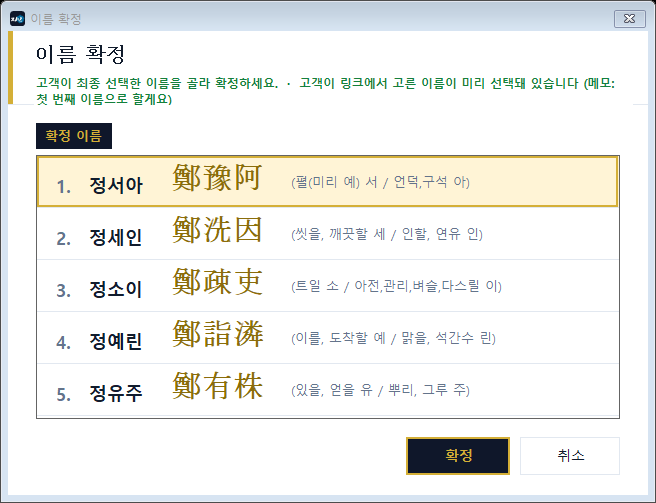 이름 확정
이름 확정
고객이 최종 선택한 이름을 골라 확정하세요. · 고객이 링크에서 고른 이름이 미리 선택돼 있습니다 (메모:
첫 번째 이름으로 할게요)
확정 이름
1. 정서아 鄭豫阿 (펼(미리 예) 서 / 언덕,구석 아)
2. 정세인 鄭洗因 (씻을, 깨끗할 세 / 인할, 연유 인)
3. 정소이 鄭疎吏 (트일 소 / 아전,관리,벼슬,다스릴 이)
4. 정예린 鄭詣潾 (이를, 도착할 예 / 맑을, 석간수 린)
5. 정유주 鄭有株 (있을, 얻을 유 / 뿌리, 그루 주)
확정 취소